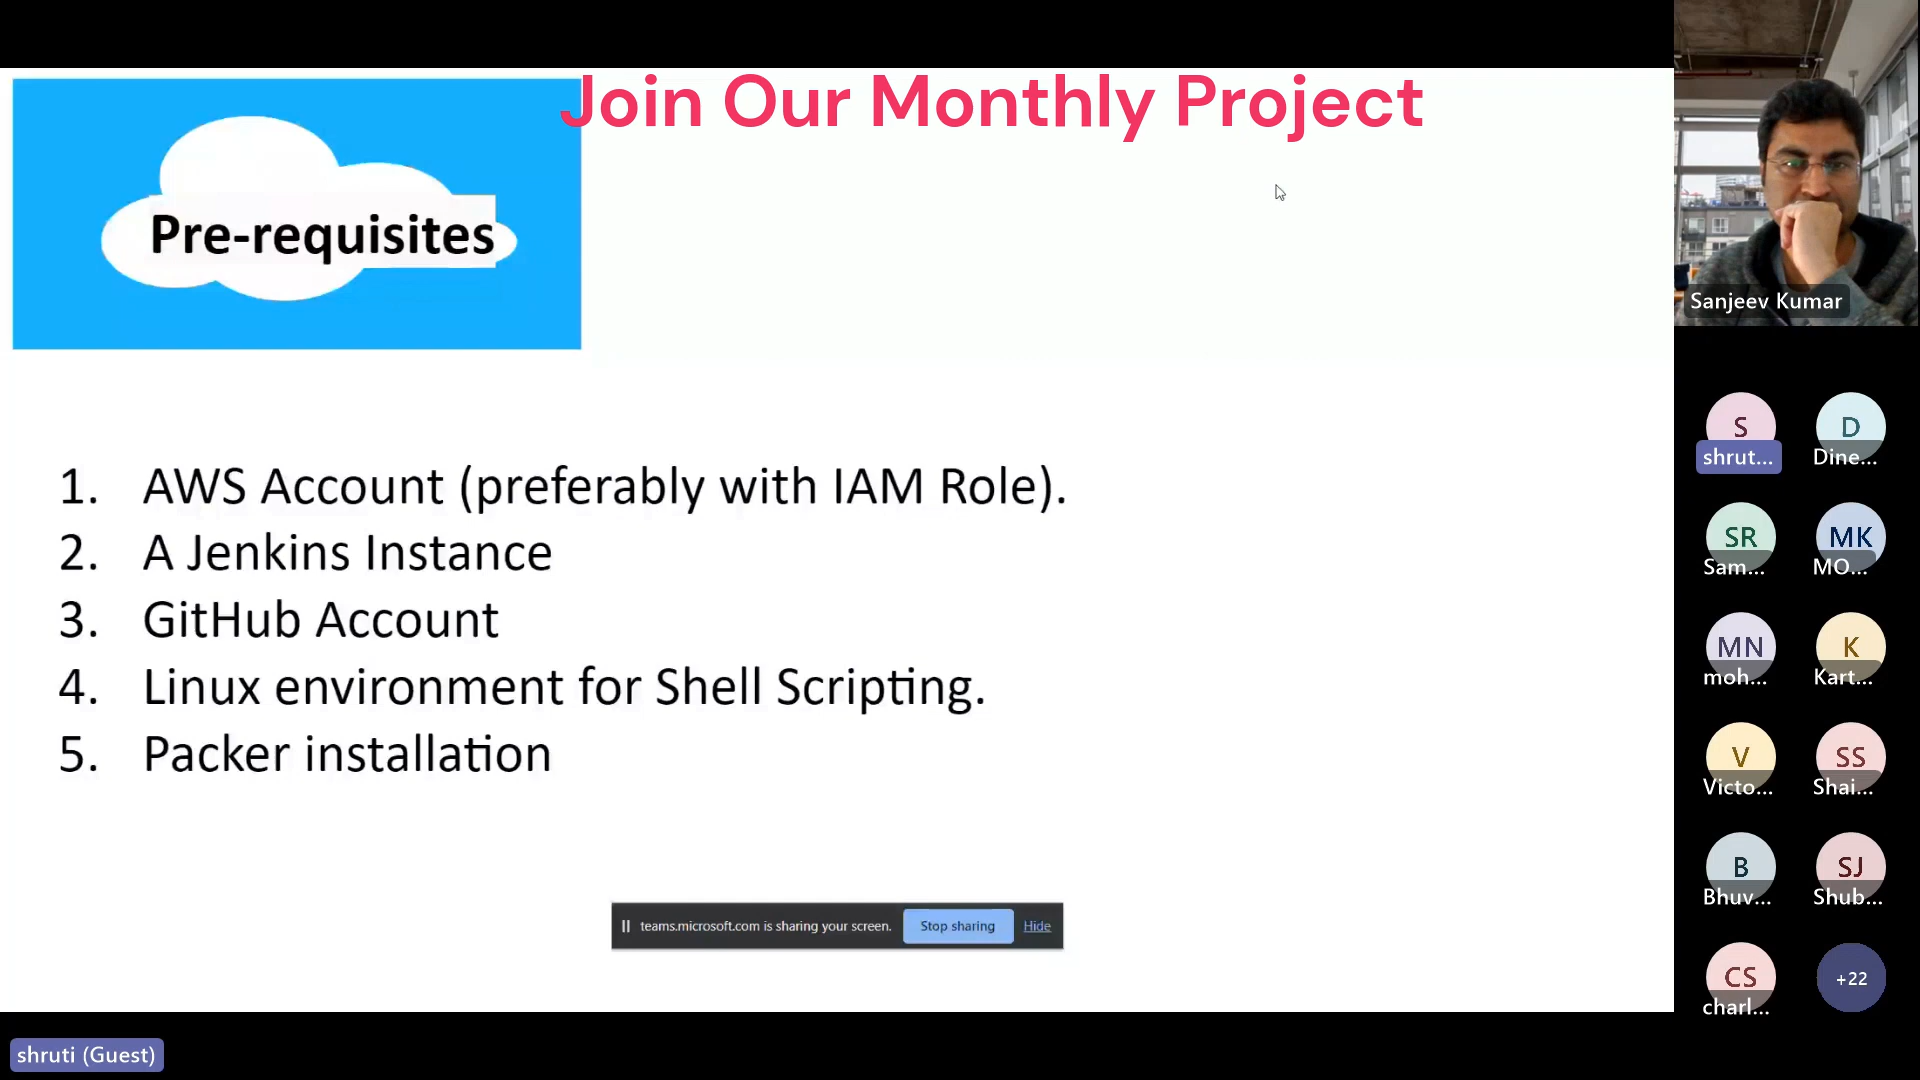 Join Our Monthly Project
Pre-requisites
1. AWS Account (preferably with IAM Role).
2. A Jenkins Instance
3. GitHub Account
4. Linux environment for Shell Scripting.
5. Packer installation
teams.microsoft.com is sharing your screen. Stop sharing Hide
shruti (Guest)
Sanjeev Kumar
S D
shrut... Dine...
SR MK
Sam... MO...
MN K
moh... Kart...
V SS
Victo... Shai...
B SJ
Bhuv... Shub...
CS +22
charl...